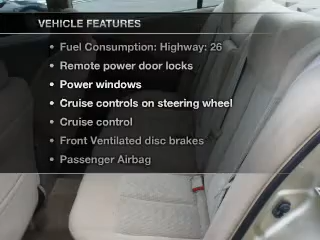 VEHICLE FEATURES
• Fuel Consumption: Highway: 26
• Remote power door locks
• Power windows
• Cruise controls on steering wheel
• Cruise control
• Front Ventilated disc brakes
• Passenger Airbag